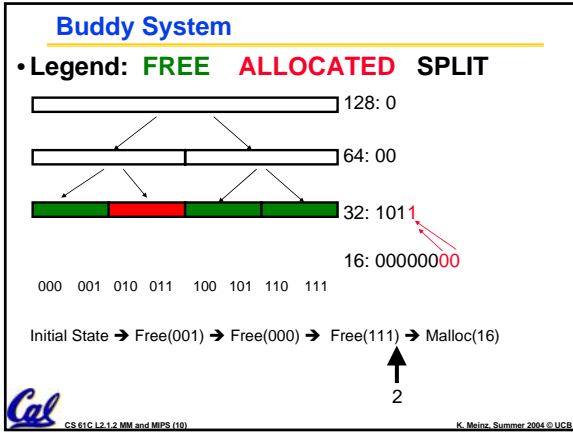 Buddy System
• Legend: FREE ALLOCATED SPLIT
128: 0
64: 00
32: 1011
16: 00000000
000 001 010 011 100 101 110 111
Initial State ➔ Free(001) ➔ Free(000) ➔ Free(111) ➔ Malloc(16)
2
Cal
CS 61C L2.1.2 MM and MIPS (10)
K. Meinz, Summer 2004 © UCB